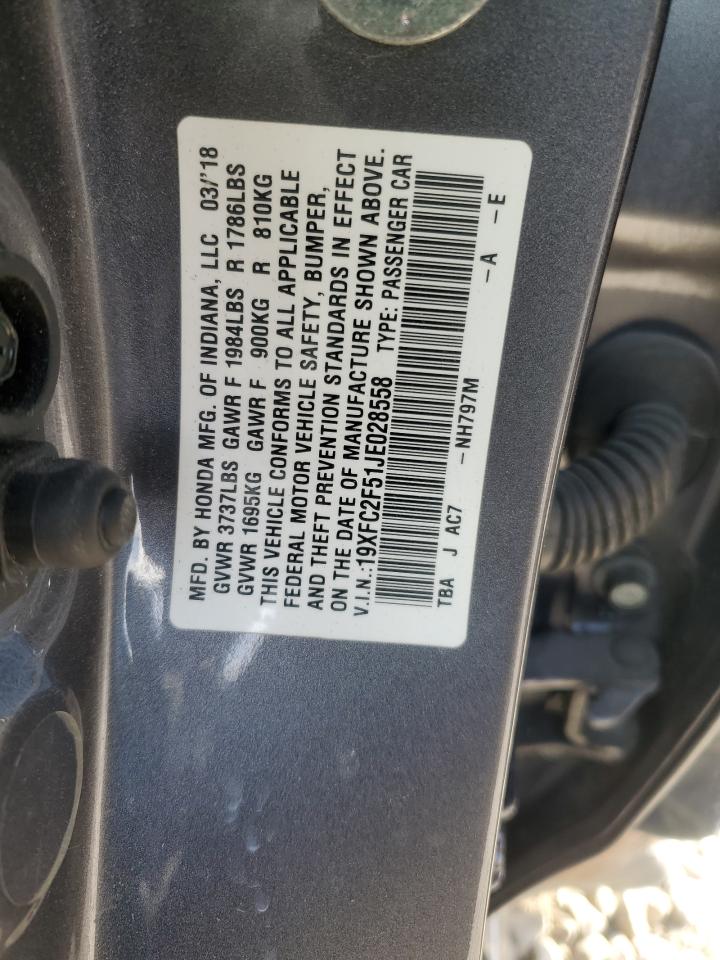 MFD. BY HONDA MFG. OF INDIANA, LLC 03/'18
GVWR 3737LBS GAWR F 1984LBS R 1786LBS
GVWR 1695KG GAWR F 900KG R 810KG
THIS VEHICLE CONFORMS TO ALL APPLICABLE
FEDERAL MOTOR VEHICLE SAFETY, BUMPER,
AND THEFT PREVENTION STANDARDS IN EFFECT
ON THE DATE OF MANUFACTURE SHOWN ABOVE.
V.I.N.:19XFC2F51JE028558 TYPE: PASSENGER CAR
TBA J AC7 –NH797M –A –E